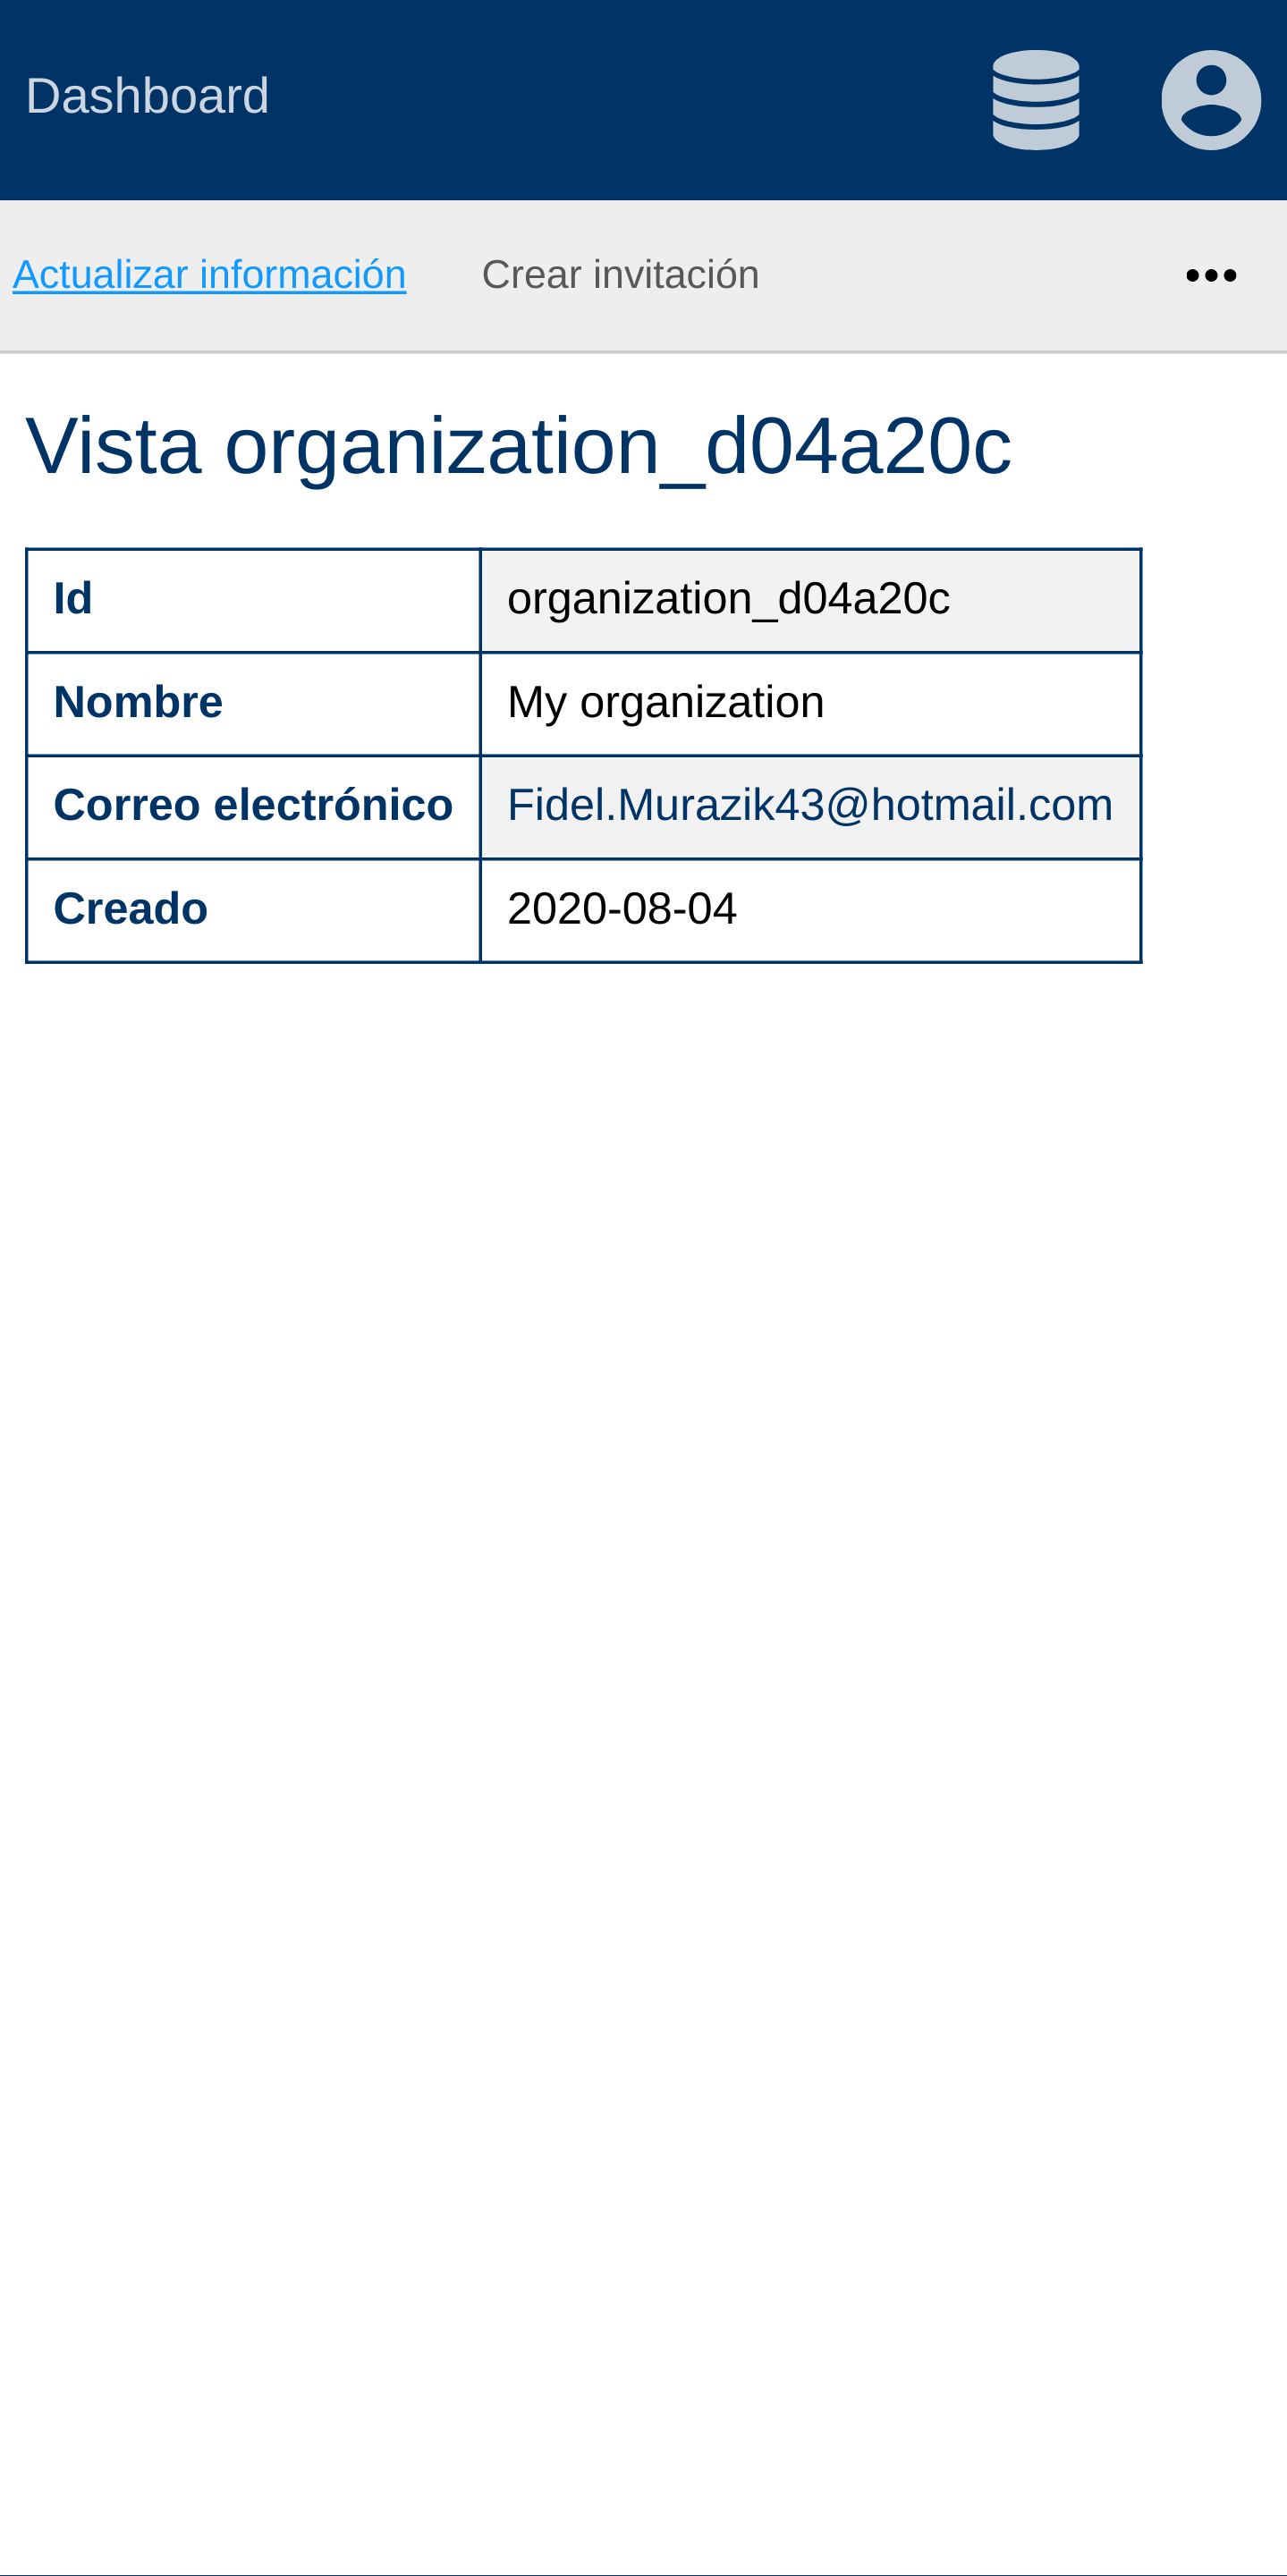 Dashboard
Actualizar información Crear invitación
Vista organization_d04a20c
Id organization_d04a20c
Nombre My organization
Correo electrónico Fidel.Murazik43@hotmail.com
Creado 2020-08-04